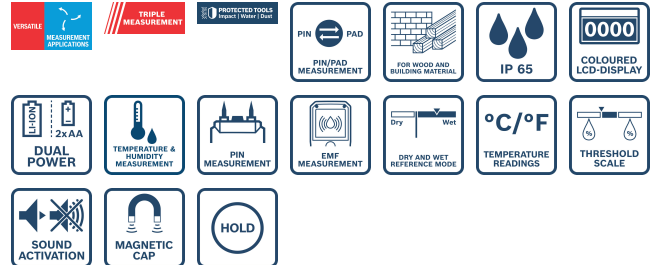 VERSATILE
MEASUREMENT
APPLICATIONS
TRIPLE
MEASUREMENT
PROTECTED TOOLS
Impact | Water | Dust
PIN PAD
PIN/PAD
MEASUREMENT
FOR WOOD AND
BUILDING MATERIAL
IP 65
0000
COLOURED
LCD-DISPLAY
LI-ION
2xAA
DUAL
POWER
TEMPERATURE &
HUMIDITY
MEASUREMENT
PIN
MEASUREMENT
EMF
MEASUREMENT
Dry Wet
DRY AND WET
REFERENCE MODE
°C/°F
TEMPERATURE
READINGS
% %
THRESHOLD
SCALE
SOUND
ACTIVATION
MAGNETIC
CAP
HOLD